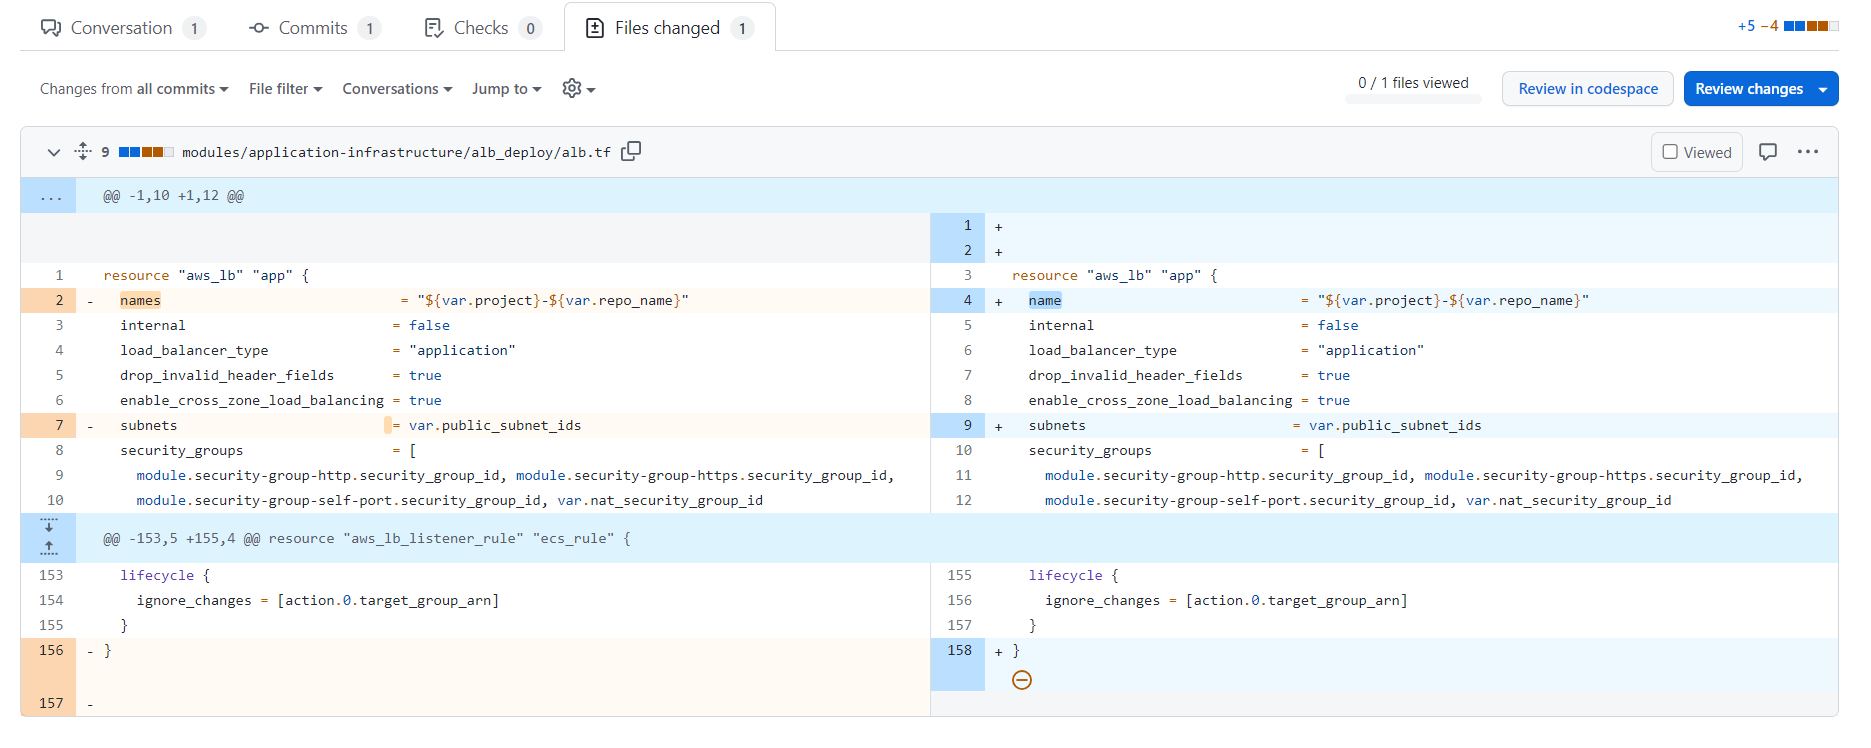 Conversation 1 Commits 1 Checks 0 Files changed 1 +5 −4
Changes from all commits File filter Conversations Jump to 0 / 1 files viewed Review in codespace Review changes
9 modules/application-infrastructure/alb_deploy/alb.tf Viewed
... @@ -1,10 +1,12 @@
1 +
2 +
1 resource "aws_lb" "app" { 3 resource "aws_lb" "app" {
2 - names = "${var.project}-${var.repo_name}" 4 + name = "${var.project}-${var.repo_name}"
3 internal = false 5 internal = false
4 load_balancer_type = "application" 6 load_balancer_type = "application"
5 drop_invalid_header_fields = true 7 drop_invalid_header_fields = true
6 enable_cross_zone_load_balancing = true 8 enable_cross_zone_load_balancing = true
7 - subnets = var.public_subnet_ids 9 + subnets = var.public_subnet_ids
8 security_groups = [ 10 security_groups = [
9 module.security-group-http.security_group_id, module.security-group-https.security_group_id, 11 module.security-group-http.security_group_id, module.security-group-https.security_group_id,
10 module.security-group-self-port.security_group_id, var.nat_security_group_id 12 module.security-group-self-port.security_group_id, var.nat_security_group_id
@@ -153,5 +155,4 @@ resource "aws_lb_listener_rule" "ecs_rule" {
153 lifecycle { 155 lifecycle {
154 ignore_changes = [action.0.target_group_arn] 156 ignore_changes = [action.0.target_group_arn]
155 } 157 }
156 - } 158 + }
157 -